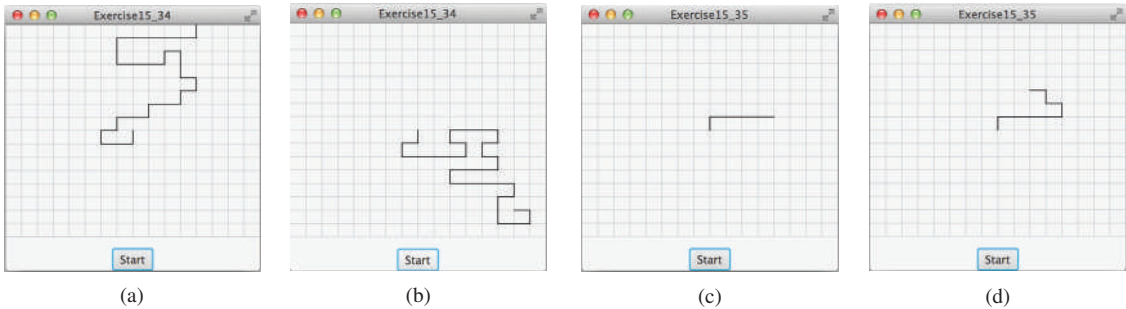 Exercise15_34
Exercise15_34
Exercise15_35
Exercise15_35
Start
Start
Start
Start
(a)
(b)
(c)
(d)